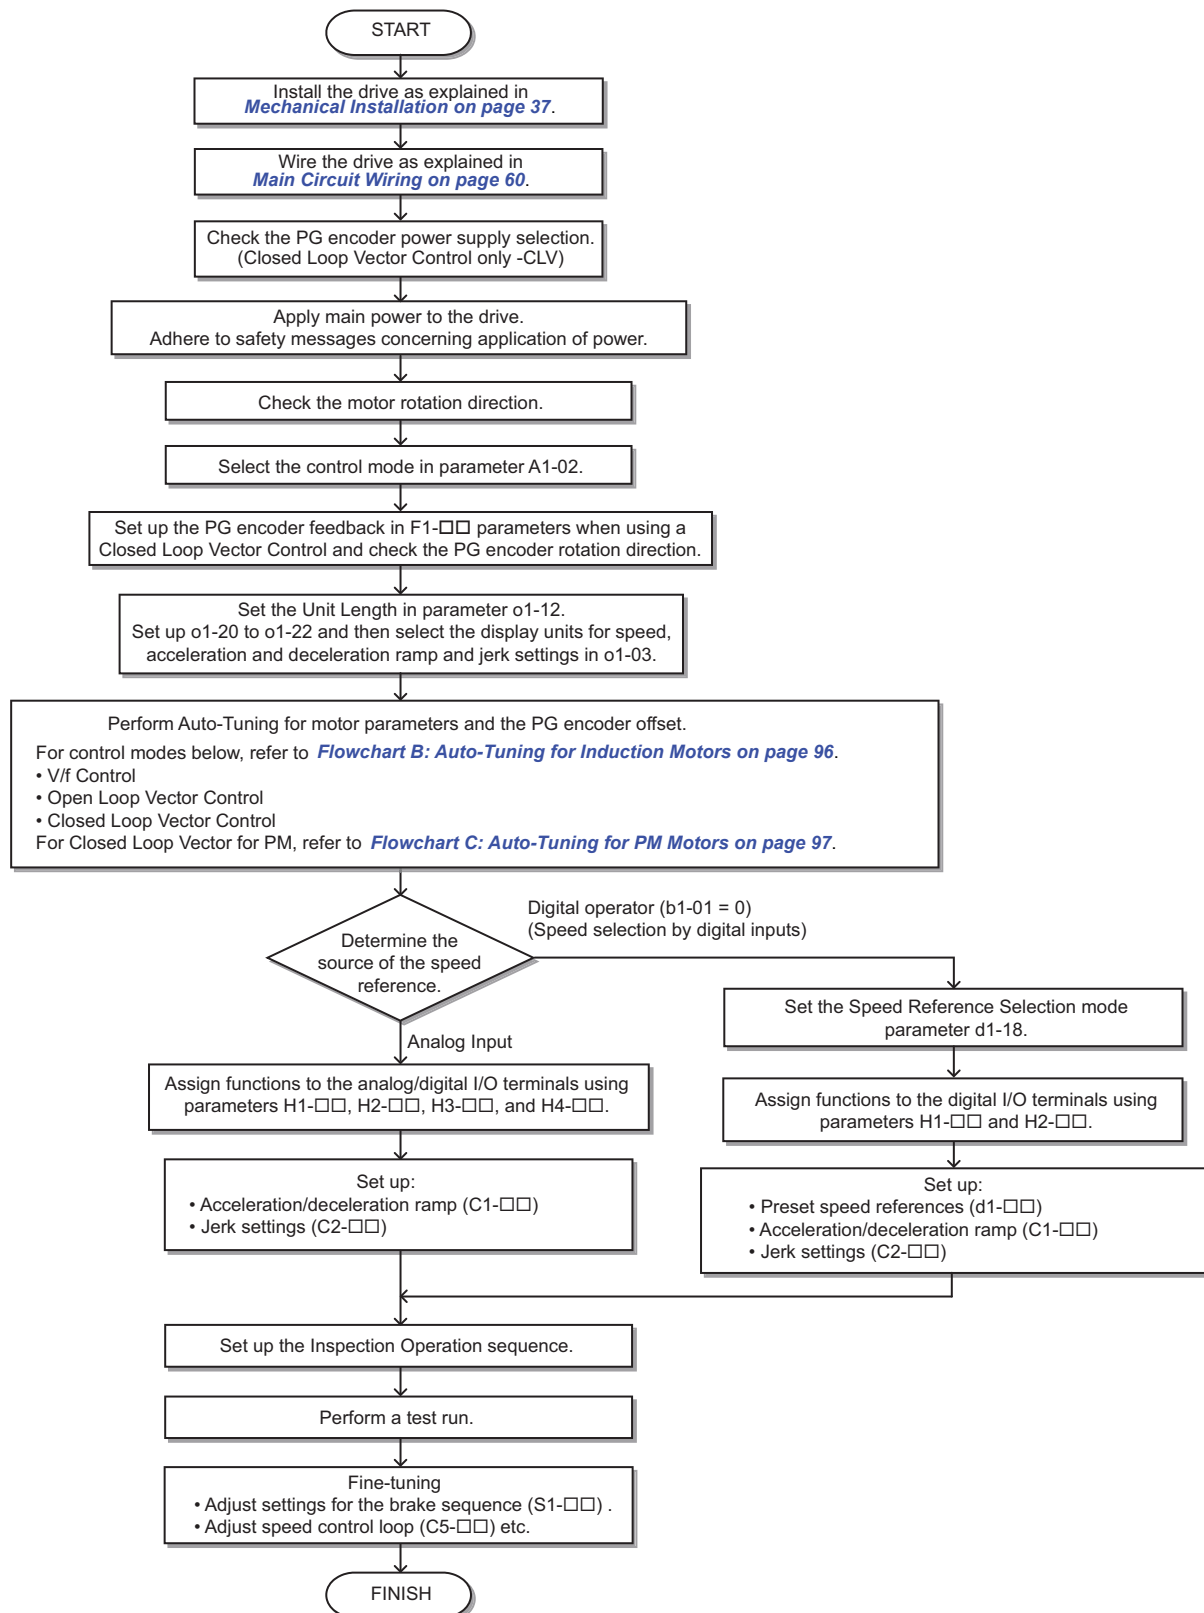 START
Install the drive as explained in
Mechanical Installation on page 37.
Wire the drive as explained in
Main Circuit Wiring on page 60.
Check the PG encoder power supply selection.
(Closed Loop Vector Control only -CLV)
Apply main power to the drive.
Adhere to safety messages concerning application of power.
Check the motor rotation direction.
Select the control mode in parameter A1-02.
Set up the PG encoder feedback in F1-□□ parameters when using a
Closed Loop Vector Control and check the PG encoder rotation direction.
Set the Unit Length in parameter o1-12.
Set up o1-20 to o1-22 and then select the display units for speed,
acceleration and deceleration ramp and jerk settings in o1-03.
Perform Auto-Tuning for motor parameters and the PG encoder offset.
For control modes below, refer to Flowchart B: Auto-Tuning for Induction Motors on page 96.
• V/f Control
• Open Loop Vector Control
• Closed Loop Vector Control
For Closed Loop Vector for PM, refer to Flowchart C: Auto-Tuning for PM Motors on page 97.
Determine the
source of the speed
reference.
Digital operator (b1-01 = 0)
(Speed selection by digital inputs)
Analog Input
Assign functions to the analog/digital I/O terminals using
parameters H1-□□, H2-□□, H3-□□, and H4-□□.
Set up:
• Acceleration/deceleration ramp (C1-□□)
• Jerk settings (C2-□□)
Set the Speed Reference Selection mode
parameter d1-18.
Assign functions to the digital I/O terminals using
parameters H1-□□ and H2-□□.
Set up:
• Preset speed references (d1-□□)
• Acceleration/deceleration ramp (C1-□□)
• Jerk settings (C2-□□)
Set up the Inspection Operation sequence.
Perform a test run.
Fine-tuning
• Adjust settings for the brake sequence (S1-□□) .
• Adjust speed control loop (C5-□□) etc.
FINISH